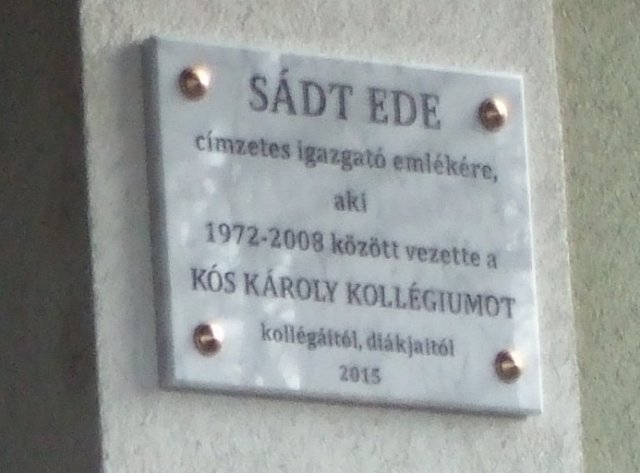 SÁDT EDE
címzetes igazgató emlékére,
aki
1972-2008 között vezette a
KÓS KÁROLY KOLLÉGIUMOT
kollégáitól, diákjaitól
2015